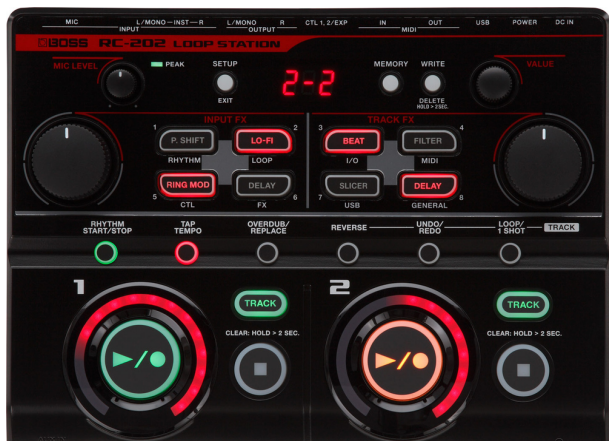 MIC L/MONO—INST—R L/MONO R CTL 1, 2/EXP IN OUT USB POWER DC IN
INPUT OUTPUT MIDI
BOSS RC-202 LOOP STATION
MIC LEVEL PEAK SETUP MEMORY WRITE VALUE
2-2
EXIT DELETE
HOLD > 2 SEC.
INPUT FX TRACK FX
1 P. SHIFT LO-FI 2 3 BEAT FILTER 4
RHYTHM LOOP I/O MIDI
5 RING MOD DELAY 6 7 SLICER DELAY 8
CTL FX USB GENERAL
RHYTHM START/STOP TAP TEMPO OVERDUB/REPLACE REVERSE UNDO/REDO LOOP/1 SHOT TRACK
1 TRACK 2 TRACK
CLEAR: HOLD > 2 SEC. CLEAR: HOLD > 2 SEC.